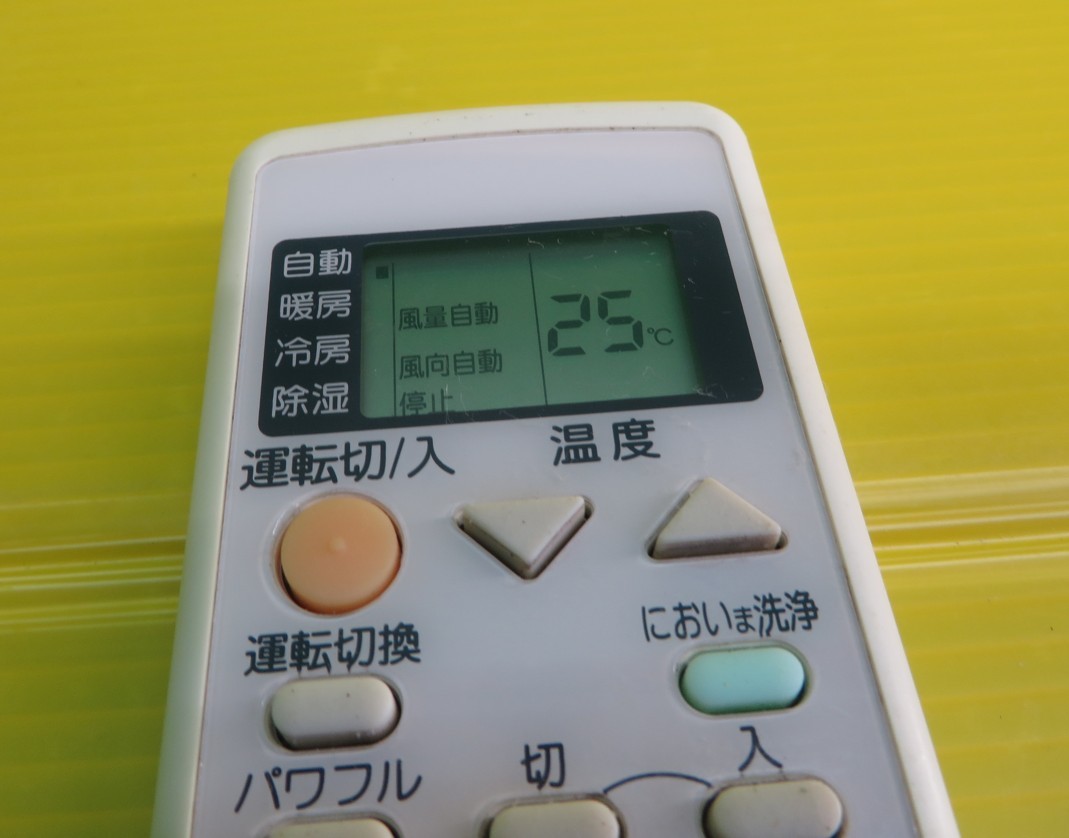 自動
暖房
冷房
除湿
風量自動
風向自動
停止
25℃
運転切/入
温度
運転切換
においま洗浄
パワフル
切
入